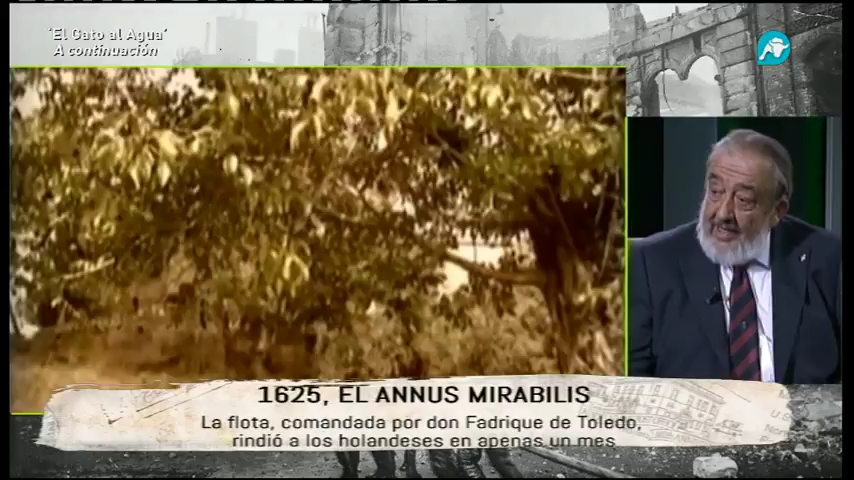 'El Gato al Agua'
A continuación
1625, EL ANNUS MIRABILIS
La flota, comandada por don Fadrique de Toledo,
rindió a los holandeses en apenas un mes